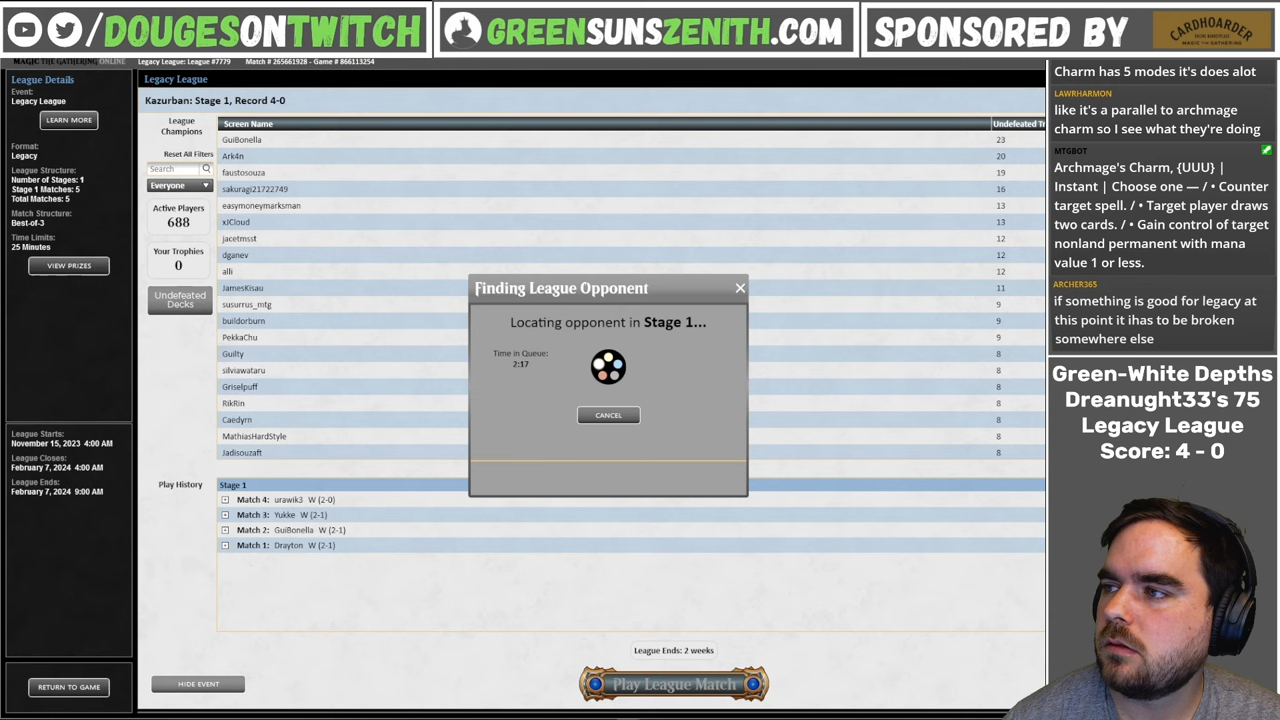 /DOUGESONTWITCH
GREENSUNSZENITH.COM
SPONSORED BY
CARDHOARDER
MAGIC THE GATHERING
MAGIC THE GATHERING ONLINE
Legacy League: League #7779
Match # 265661928 - Game # 866113254
League Details
Event:
Legacy League
LEARN MORE
Format:
Legacy
League Structure:
Number of Stages: 1
Stage 1 Matches: 5
Total Matches: 5
Match Structure:
Best-of-3
Time Limits:
25 Minutes
VIEW PRIZES
League Starts:
November 15, 2023 4:00 AM
League Closes:
February 7, 2024 4:00 AM
League Ends:
February 7, 2024 9:00 AM
RETURN TO GAME
Legacy League
Kazurban: Stage 1, Record 4-0
League
Champions
Reset All Filters
Search
Everyone
Active Players
688
Your Trophies
0
Undefeated
Decks
Screen Name
Undefeated Tr
GuiBonella 23
Ark4n 20
faustosouza 19
sakuragi21722749 16
easymoneymarksman 13
xJCloud 13
jacetmsst 12
dganev 12
alli 12
JamesKisau 11
susurrus_mtg 9
buildorburn 9
PekkaChu 9
Guilty 8
silviawataru 8
Griselpuff 8
RikRin 8
Caedyrn 8
MathiasHardStyle 8
Jadisouzaft 8
Finding League Opponent
Locating opponent in Stage 1...
Time in Queue:
2:17
CANCEL
Play History
Stage 1
Match 4: urawik3 W (2-0)
Match 3: Yukke W (2-1)
Match 2: GuiBonella W (2-1)
Match 1: Drayton W (2-1)
League Ends: 2 weeks
HIDE EVENT
Play League Match
Charm has 5 modes it's does alot
LAWRHARMON
like it's a parallel to archmage
charm so I see what they're doing
MTGBOT
Archmage's Charm, {UUU} |
Instant | Choose one — / • Counter
target spell. / • Target player draws
two cards. / • Gain control of target
nonland permanent with mana
value 1 or less.
ARCHER365
if something is good for legacy at
this point it ihas to be broken
somewhere else
Green-White Depths
Dreanught33's 75
Legacy League
Score: 4 - 0